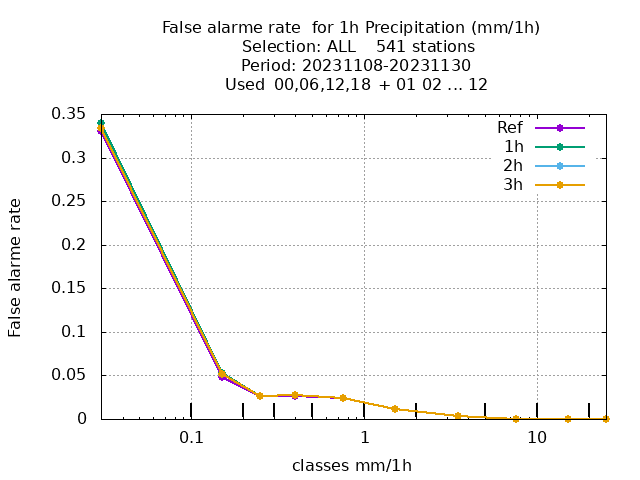 False alarme rate  for 1h Precipitation (mm/1h)
Selection: ALL    541 stations
Period: 20231108-20231130
Used  00,06,12,18  + 01 02 ... 12
0.35
0.3
0.25
0.2
0.15
0.1
0.05
0
False alarme rate
Ref
1h
2h
3h
0.1
1
10
classes mm/1h